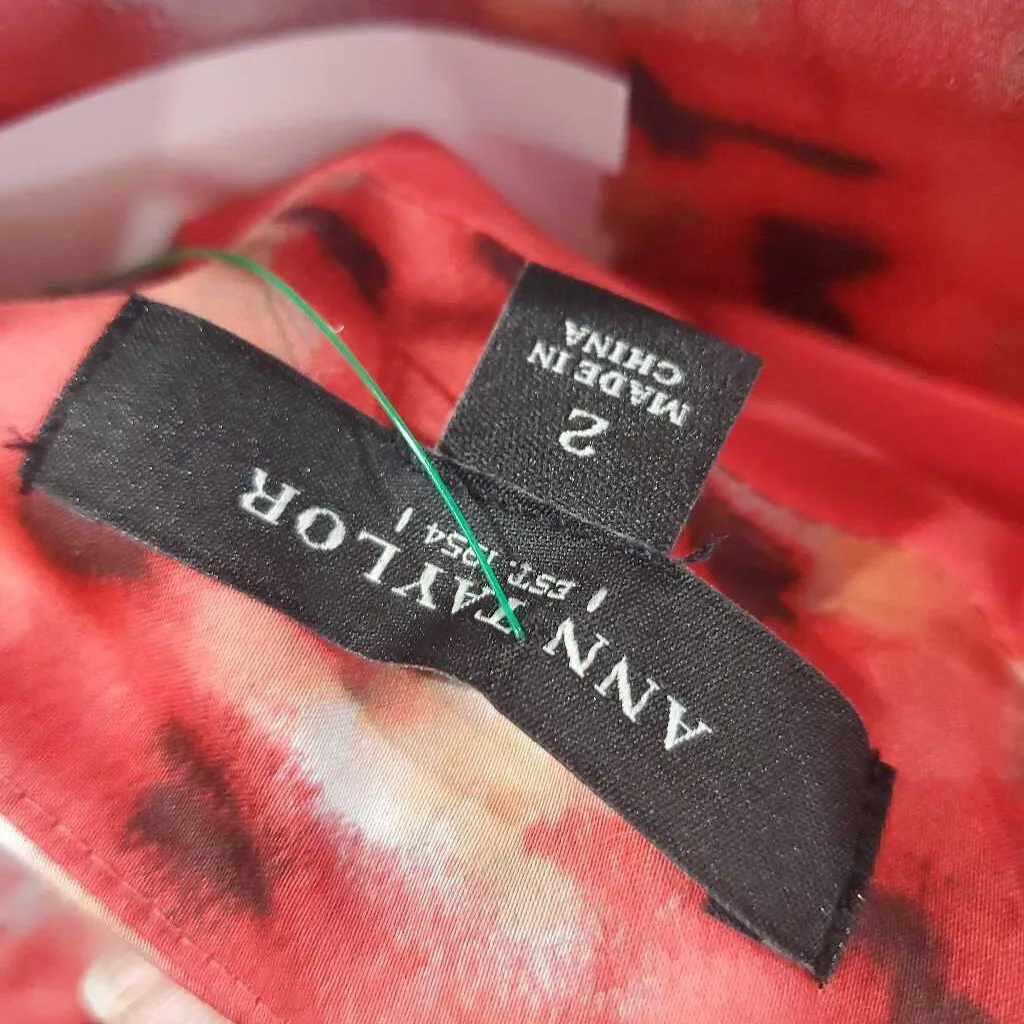 ANN TAYLOR
| EST. 1954 |
2
MADE IN
CHINA